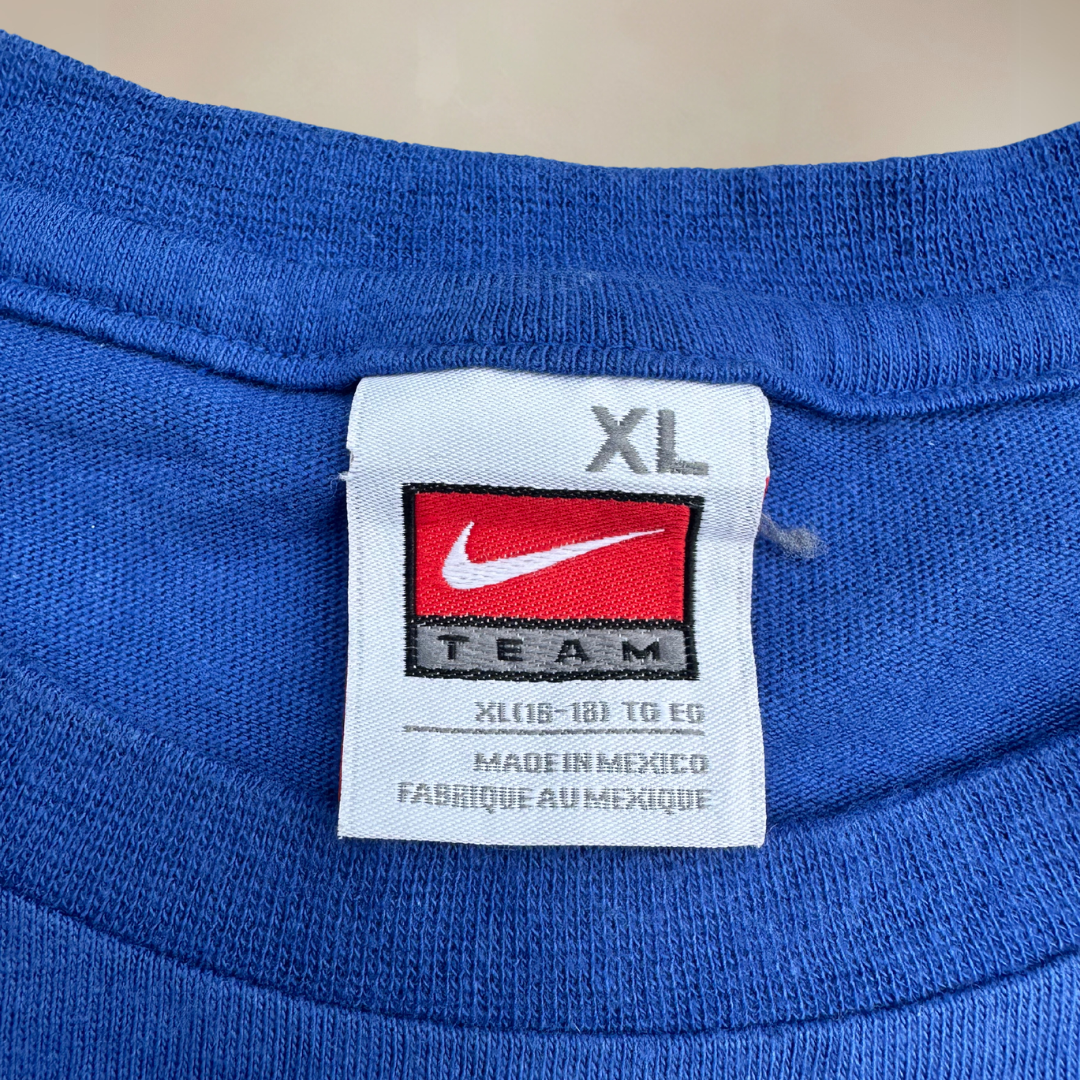 XL
TEAM
XL(16-18) TG EG
MADE IN MEXICO
FABRIQUE AU MEXIQUE